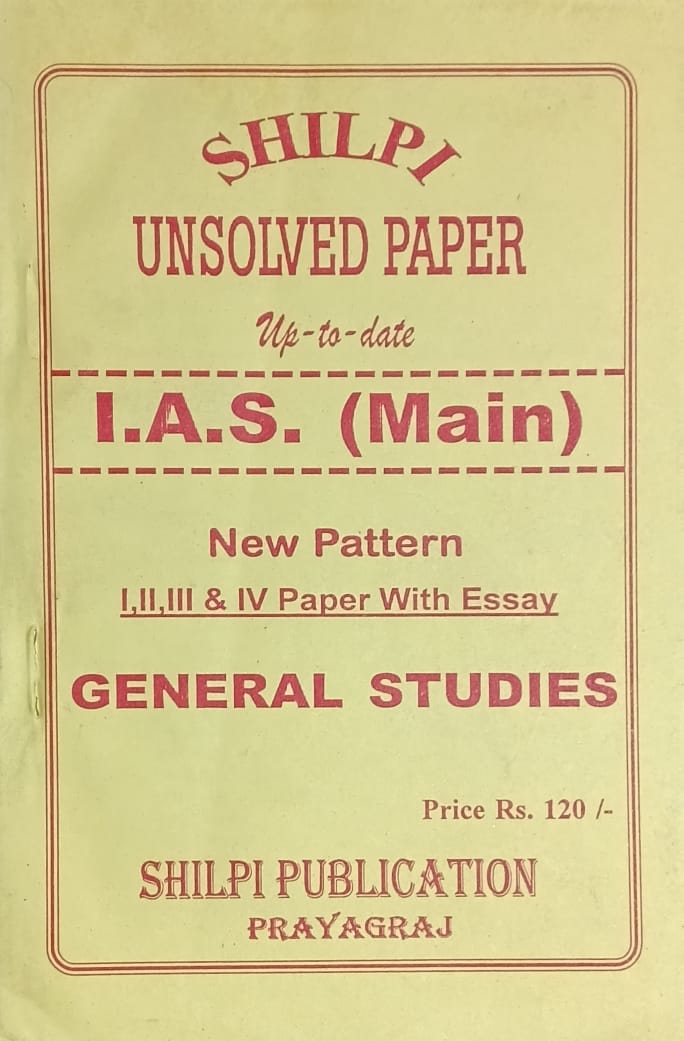 SHILPI
UNSOLVED PAPER
Up-to-date
I.A.S. (Main)
New Pattern
I,II,III & IV Paper With Essay
GENERAL STUDIES
Price Rs. 120 /-
SHILPI PUBLICATION
PRAYAGRAJ